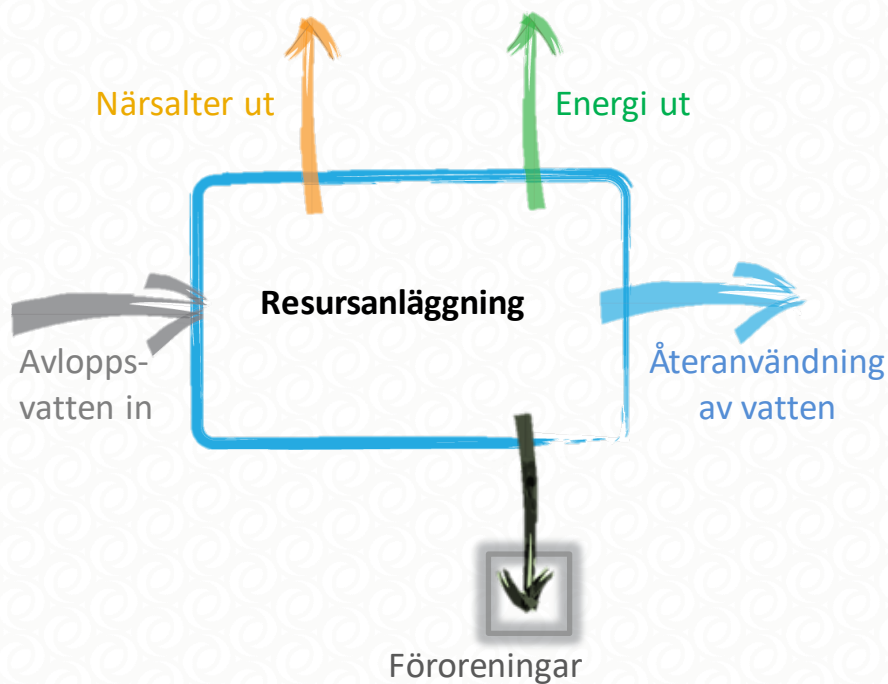 Närsalter ut
Energi ut
Resursanläggning
Avlopps-
vatten in
Återanvändning
av vatten
Föroreningar